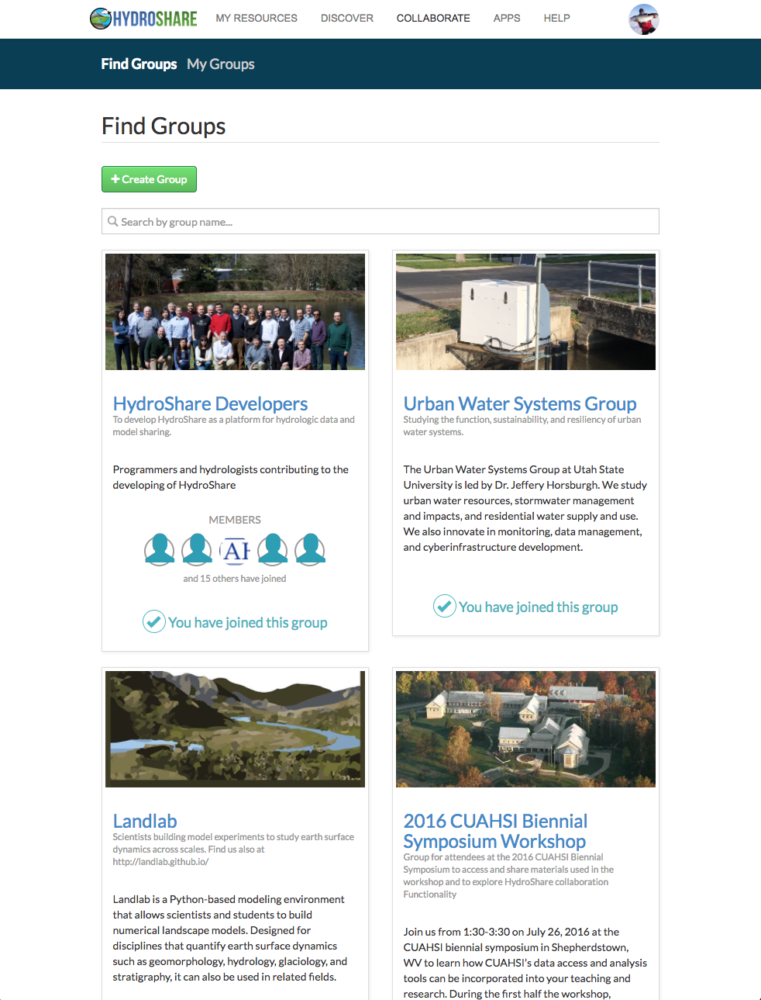 HYDROSHARE MY RESOURCES DISCOVER COLLABORATE APPS HELP
Find Groups My Groups
Find Groups
+ Create Group
Search by group name...
HydroShare Developers
To develop HydroShare as a platform for hydrologic data and
model sharing.
Programmers and hydrologists contributing to the
developing of HydroShare
MEMBERS
AH
and 15 others have joined
You have joined this group
Urban Water Systems Group
Studying the function, sustainability, and resiliency of urban
water systems.
The Urban Water Systems Group at Utah State
University is led by Dr. Jeffery Horsburgh. We study
urban water resources, stormwater management
and impacts, and residential water supply and use.
We also innovate in monitoring, data management,
and cyberinfrastructure development.
You have joined this group
Landlab
Scientists building model experiments to study earth surface
dynamics across scales. Find us also at
http://landlab.github.io/
Landlab is a Python-based modeling environment
that allows scientists and students to build
numerical landscape models. Designed for
disciplines that quantify earth surface dynamics
such as geomorphology, hydrology, glaciology, and
stratigraphy, it can also be used in related fields.
2016 CUAHSI Biennial
Symposium Workshop
Group for attendees at the 2016 CUAHSI Biennial
Symposium to access and share materials used in the
workshop and to explore HydroShare collaboration
Functionality
Join us from 1:30-3:30 on July 26, 2016 at the
CUAHSI biennial symposium in Shepherdstown,
WV to learn how CUAHSI's data access and analysis
tools can be incorporated into your teaching and
research. During the first half the workshop,